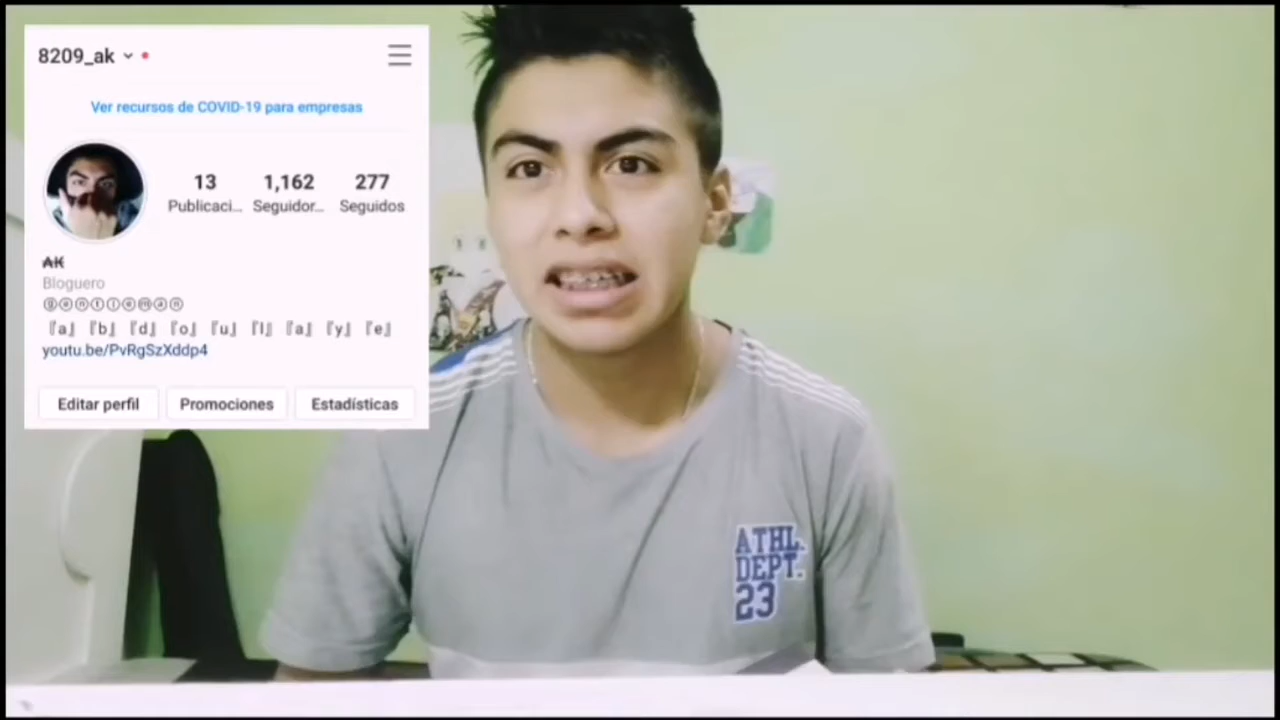 8209_ak
Ver recursos de COVID-19 para empresas
13 1,162 277
Publicaci... Seguidor... Seguidos
AK
Bloguero
ⓖⓔⓝⓣⓛⓔⓜⓐⓝ
『a』『b』『d』『o』『u』『l』『a』『y』『e』
youtu.be/PvRgSzXddp4
Editar perfil Promociones Estadísticas
ATHL.
DEPT.
23